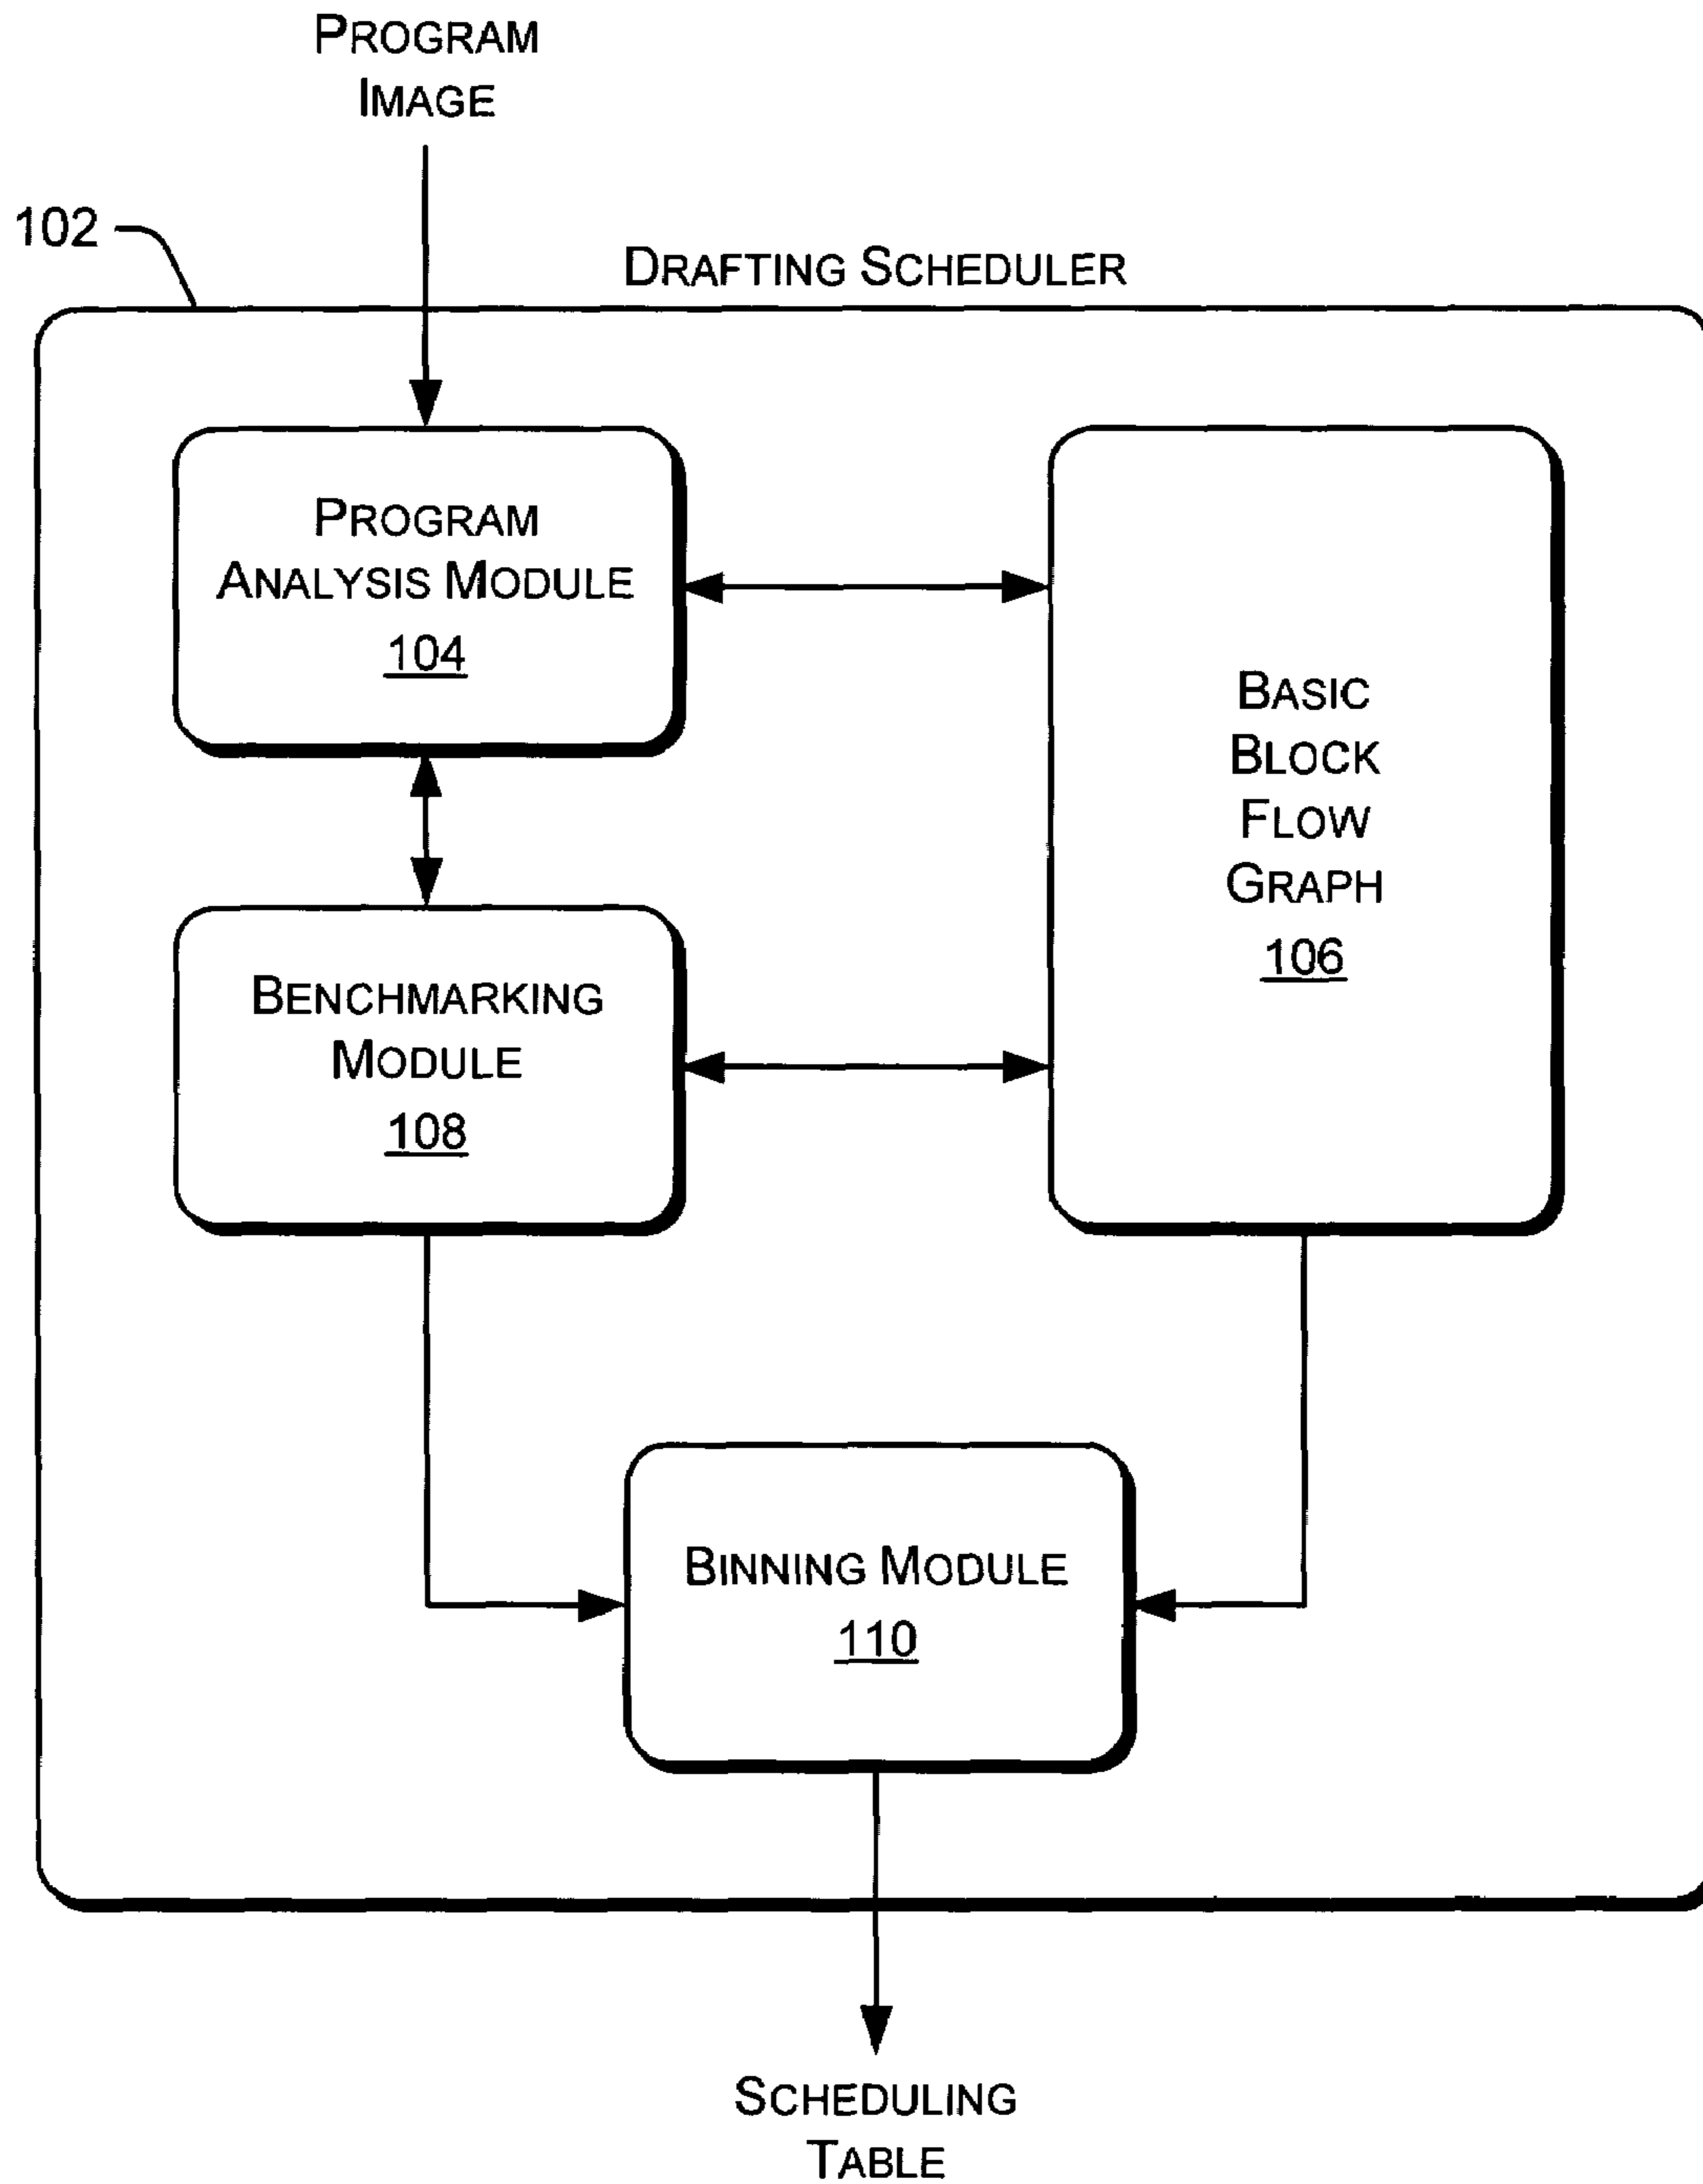 PROGRAM
IMAGE
102
DRAFTING SCHEDULER
PROGRAM
ANALYSIS MODULE
104
BASIC
BLOCK
FLOW
GRAPH
106
BENCHMARKING
MODULE
108
BINNING MODULE
110
SCHEDULING
TABLE